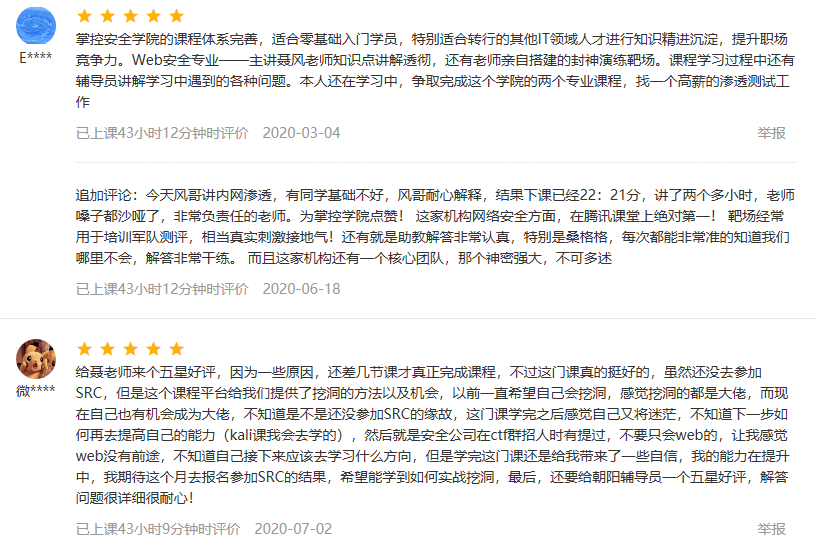 掌控安全学院的课程体系完善，适合零基础入门学员，特别适合转行的其他IT领域人才进行知识精进沉淀，提升职场
竞争力。Web安全专业——主讲聂风老师知识点讲解透彻，还有老师亲自搭建的封神演练靶场。课程学习过程中还有
E****
辅导员讲解学习中遇到的各种问题。本人还在学习中，争取完成这个学院的两个专业课程，找一个高薪的渗透测试工
作
已上课43小时12分钟时评价 2020-03-04 举报
追加评论：今天风哥讲内网渗透，有同学基础不好，风哥耐心解释，结果下课已经22：21分，讲了两个多小时，老师
嗓子都沙哑了，非常负责任的老师。为掌控学院点赞！ 这家机构网络安全方面，在腾讯课堂上绝对第一！ 靶场经常
用于培训军队测评，相当真实刺激接地气！还有就是助教解答非常认真，特别是桑格格，每次都能非常准的知道我们
哪里不会，解答非常干练。 而且这家机构还有一个核心团队，那个神密强大，不可多述
已上课43小时12分钟时评价 2020-06-18
给聂老师来个五星好评，因为一些原因，还差几节课才真正完成课程，不过这门课真的挺好的，虽然还没去参加
微****
SRC，但是这个课程平台给我们提供了挖洞的方法以及机会，以前一直希望自己会挖洞，感觉挖洞的都是大佬，而现
在自己也有机会成为大佬，不知道是不是还没参加SRC的缘故，这门课学完之后感觉自己又将迷茫，不知道下一步如
何再去提高自己的能力（kali课我会去学的），然后就是安全公司在ctf群招人时有提过，不要只会web的，让我感觉
web没有前途，不知道自己接下来应该去学习什么方向，但是学完这门课还是给我带来了一些自信，我的能力在提升
中，我期待这个月去报名参加SRC的结果，希望能学到如何实战挖洞，最后，还要给朝阳辅导员一个五星好评，解答
问题很详细很耐心！
已上课43小时9分钟时评价 2020-07-02 举报